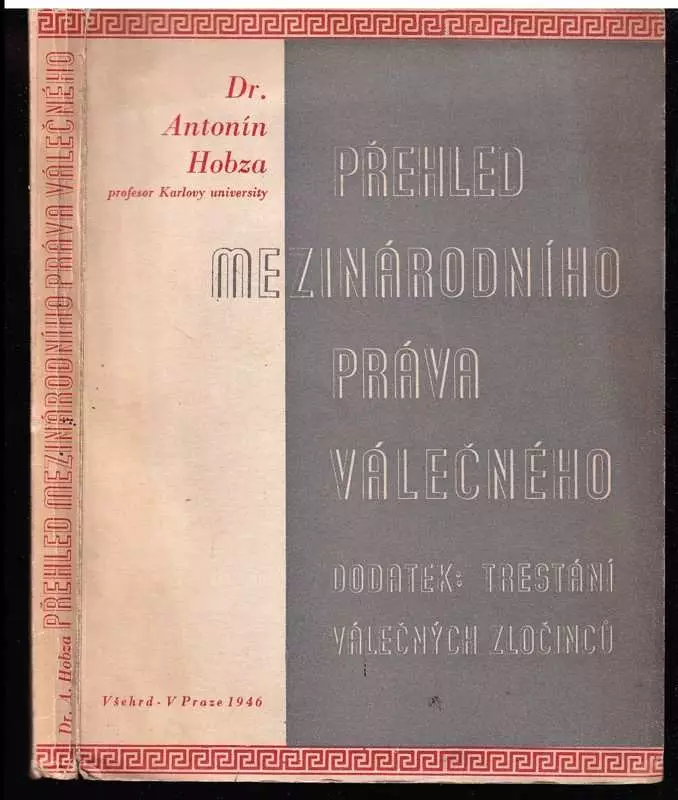 Dr.
Antonín
Hobza
profesor Karlovy university
PŘEHLED
MEZINÁRODNÍHO
PRÁVA
VÁLEČNÉHO
DODATEK: TRESTÁNÍ
VÁLEČNÝCH ZLOČINCŮ
Všehrd - V Praze 1946
Dr. A. Hobza PŘEHLED MEZINÁRODNÍHO PRÁVA VÁLEČNÉHO